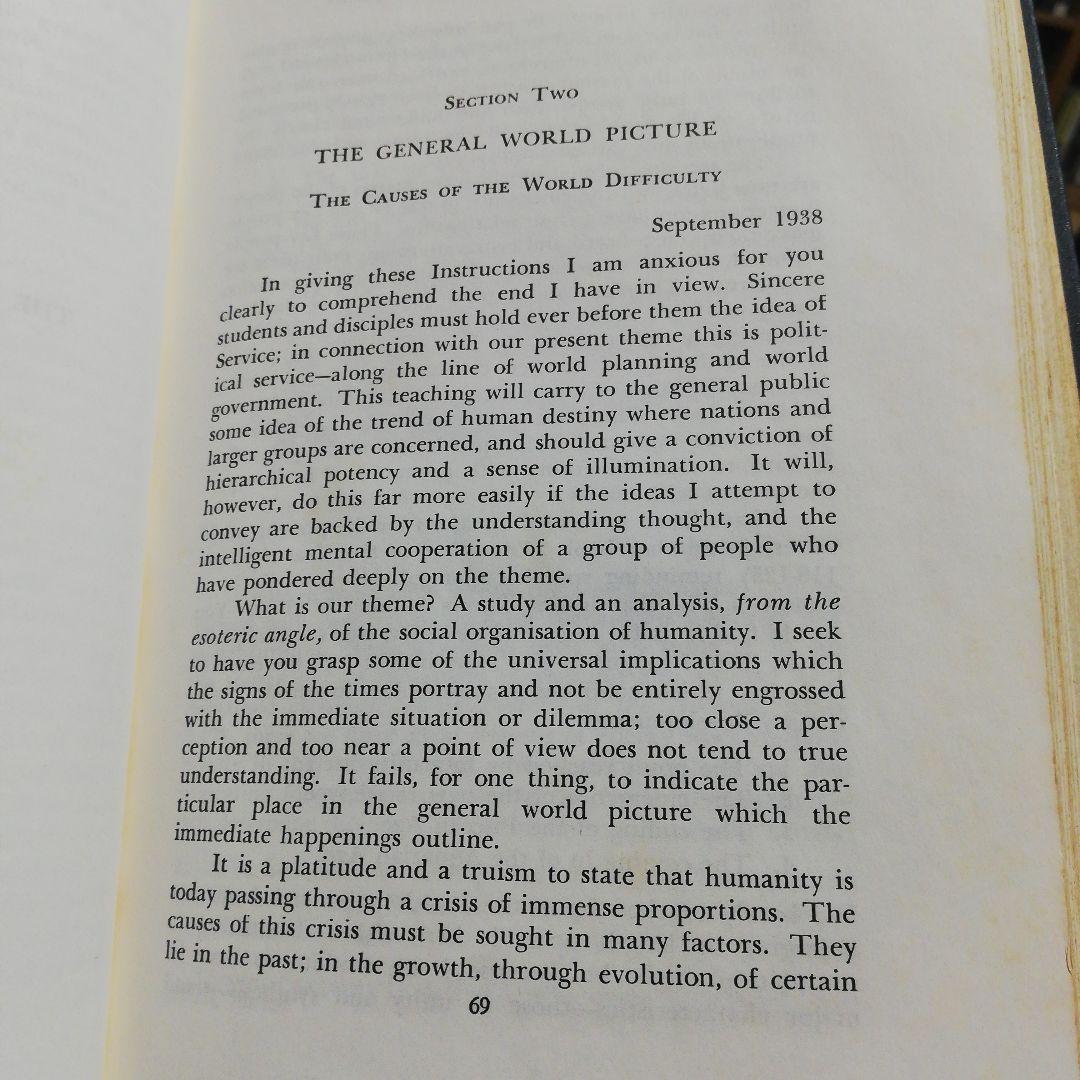 SECTION TWO
THE GENERAL WORLD PICTURE
THE CAUSES OF THE WORLD DIFFICULTY
September 1938
In giving these Instructions I am anxious for you
clearly to comprehend the end I have in view. Sincere
students and disciples must hold ever before them the idea of
Service; in connection with our present theme this is polit-
ical service—along the line of world planning and world
government. This teaching will carry to the general public
some idea of the trend of human destiny where nations and
larger groups are concerned, and should give a conviction of
hierarchical potency and a sense of illumination. It will,
however, do this far more easily if the ideas I attempt to
convey are backed by the understanding thought, and the
intelligent mental cooperation of a group of people who
have pondered deeply on the theme.
What is our theme? A study and an analysis, from the
esoteric angle, of the social organisation of humanity. I seek
to have you grasp some of the universal implications which
the signs of the times portray and not be entirely engrossed
with the immediate situation or dilemma; too close a per-
ception and too near a point of view does not tend to true
understanding. It fails, for one thing, to indicate the par-
ticular place in the general world picture which the
immediate happenings outline.
It is a platitude and a truism to state that humanity is
today passing through a crisis of immense proportions. The
causes of this crisis must be sought in many factors. They
lie in the past; in the growth, through evolution, of certain
69